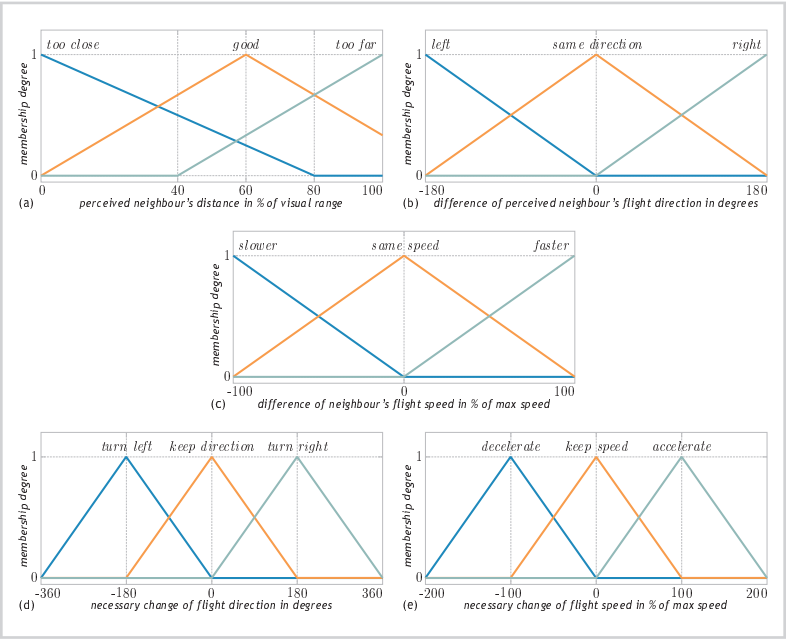 too close good too far
1
membership degree
0
0 40 60 80 100
(a) perceived neighbour's distance in % of visual range
left same direction right
1
membership degree
0
-180 0 180
(b) difference of perceived neighbour's flight direction in degrees
slower same speed faster
1
membership degree
0
-100 0 100
(c) difference of neighbour's flight speed in % of max speed
turn left keep direction turn right
1
membership degree
0
-360 -180 0 180 360
(d) necessary change of flight direction in degrees
decelerate keep speed accelerate
1
membership degree
0
-200 -100 0 100 200
(e) necessary change of flight speed in % of max speed